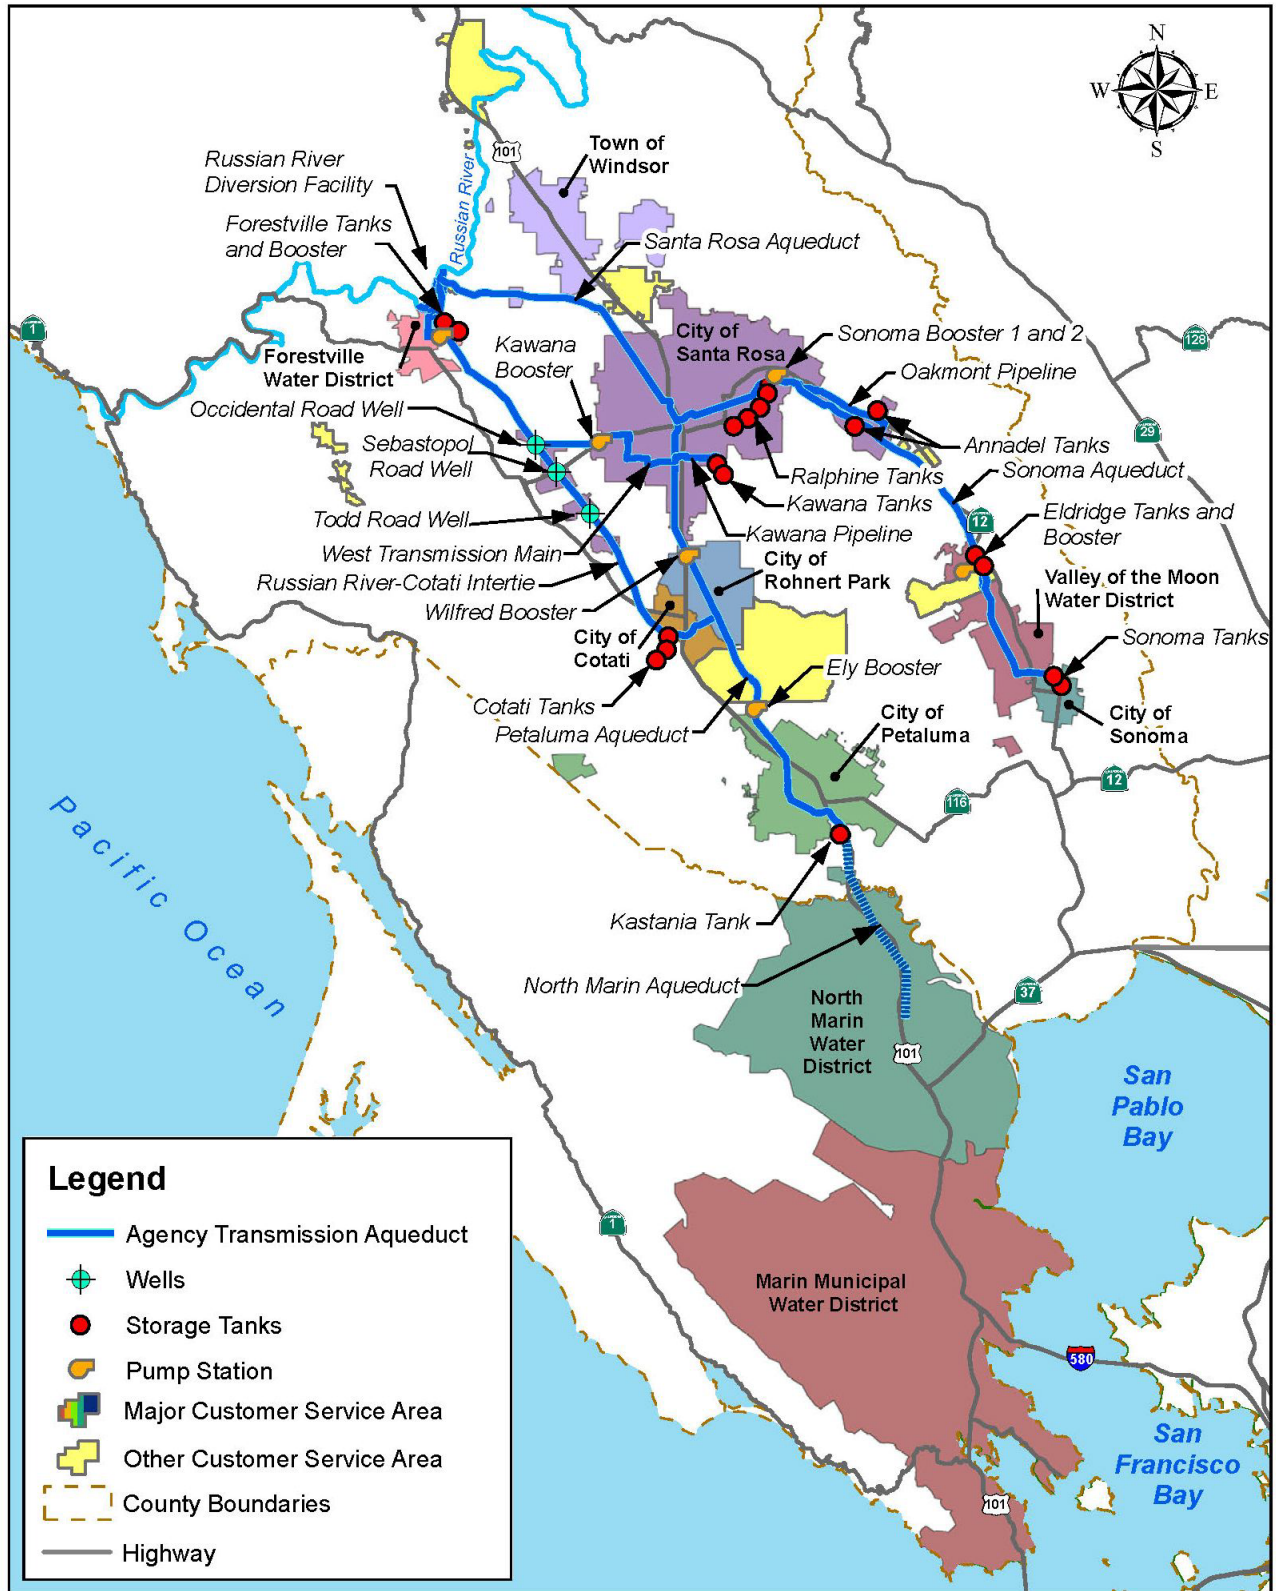 N
W
E
S
101
Town of
Windsor
Russian River
Diversion Facility
Russian River
Forestville Tanks
and Booster
Santa Rosa Aqueduct
1
City of
Santa Rosa
Sonoma Booster 1 and 2
128
Kawana
Booster
Forestville
Water District
Oakmont Pipeline
Occidental Road Well
29
Sebastopol
Road Well
Annadel Tanks
Ralphine Tanks
Sonoma Aqueduct
Kawana Tanks
Todd Road Well
12
Eldridge Tanks and
Booster
Kawana Pipeline
West Transmission Main
City of
Rohnert Park
Russian River-Cotati Intertie
Valley of the Moon
Water District
Wilfred Booster
City of
Cotati
Sonoma Tanks
Ely Booster
Cotati Tanks
City of
Petaluma
City of
Sonoma
Petaluma Aqueduct
12
116
Pacific Ocean
Kastania Tank
North Marin Aqueduct
37
North
Marin
Water
District
101
San
Pablo
Bay
Legend
Agency Transmission Aqueduct
Wells
Storage Tanks
Pump Station
Major Customer Service Area
Other Customer Service Area
County Boundaries
Highway
1
Marin Municipal
Water District
580
San
Francisco
Bay
101